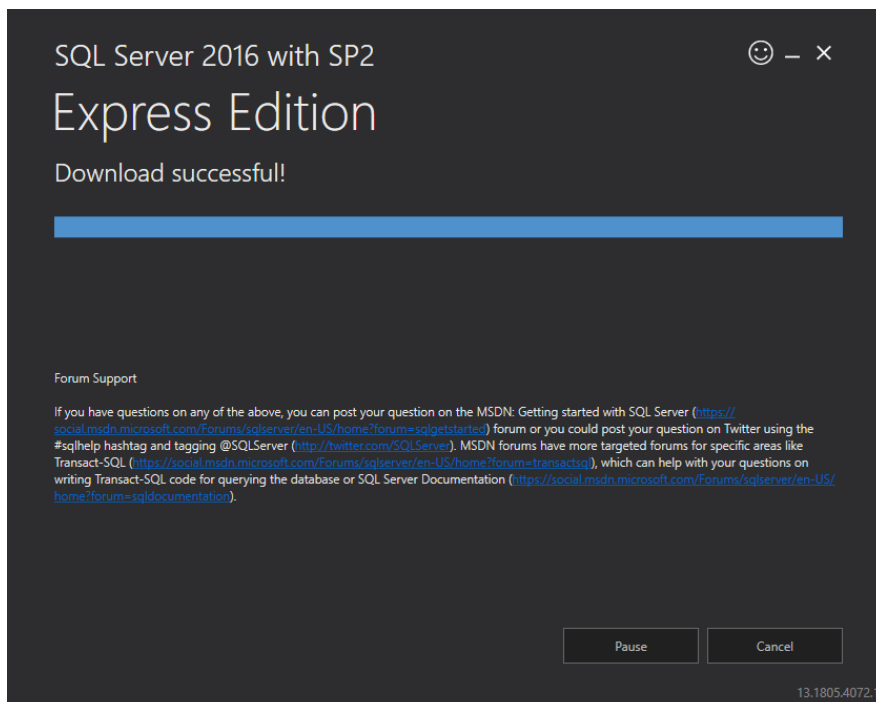 SQL Server 2016 with SP2
Express Edition
Download successful!
Forum Support
If you have questions on any of the above, you can post your question on the MSDN: Getting started with SQL Server (https://
social.msdn.microsoft.com/Forums/sqlserver/en-US/home?forum=sqlgetstarted) forum or you could post your question on Twitter using the
#sqlhelp hashtag and tagging @SQLServer (http://twitter.com/SQLServer). MSDN forums have more targeted forums for specific areas like
Transact-SQL (https://social.msdn.microsoft.com/Forums/sqlserver/en-US/home?forum=transactsql), which can help with your questions on
writing Transact-SQL code for querying the database or SQL Server Documentation (https://social.msdn.microsoft.com/Forums/sqlserver/en-US/
home?forum=sqldocumentation).
Pause Cancel
13.1805.4072.